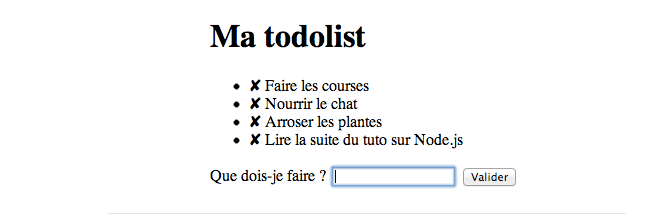 Ma todolist
• ✘ Faire les courses
• ✘ Nourrir le chat
• ✘ Arroser les plantes
• ✘ Lire la suite du tuto sur Node.js
Que dois-je faire ? Valider